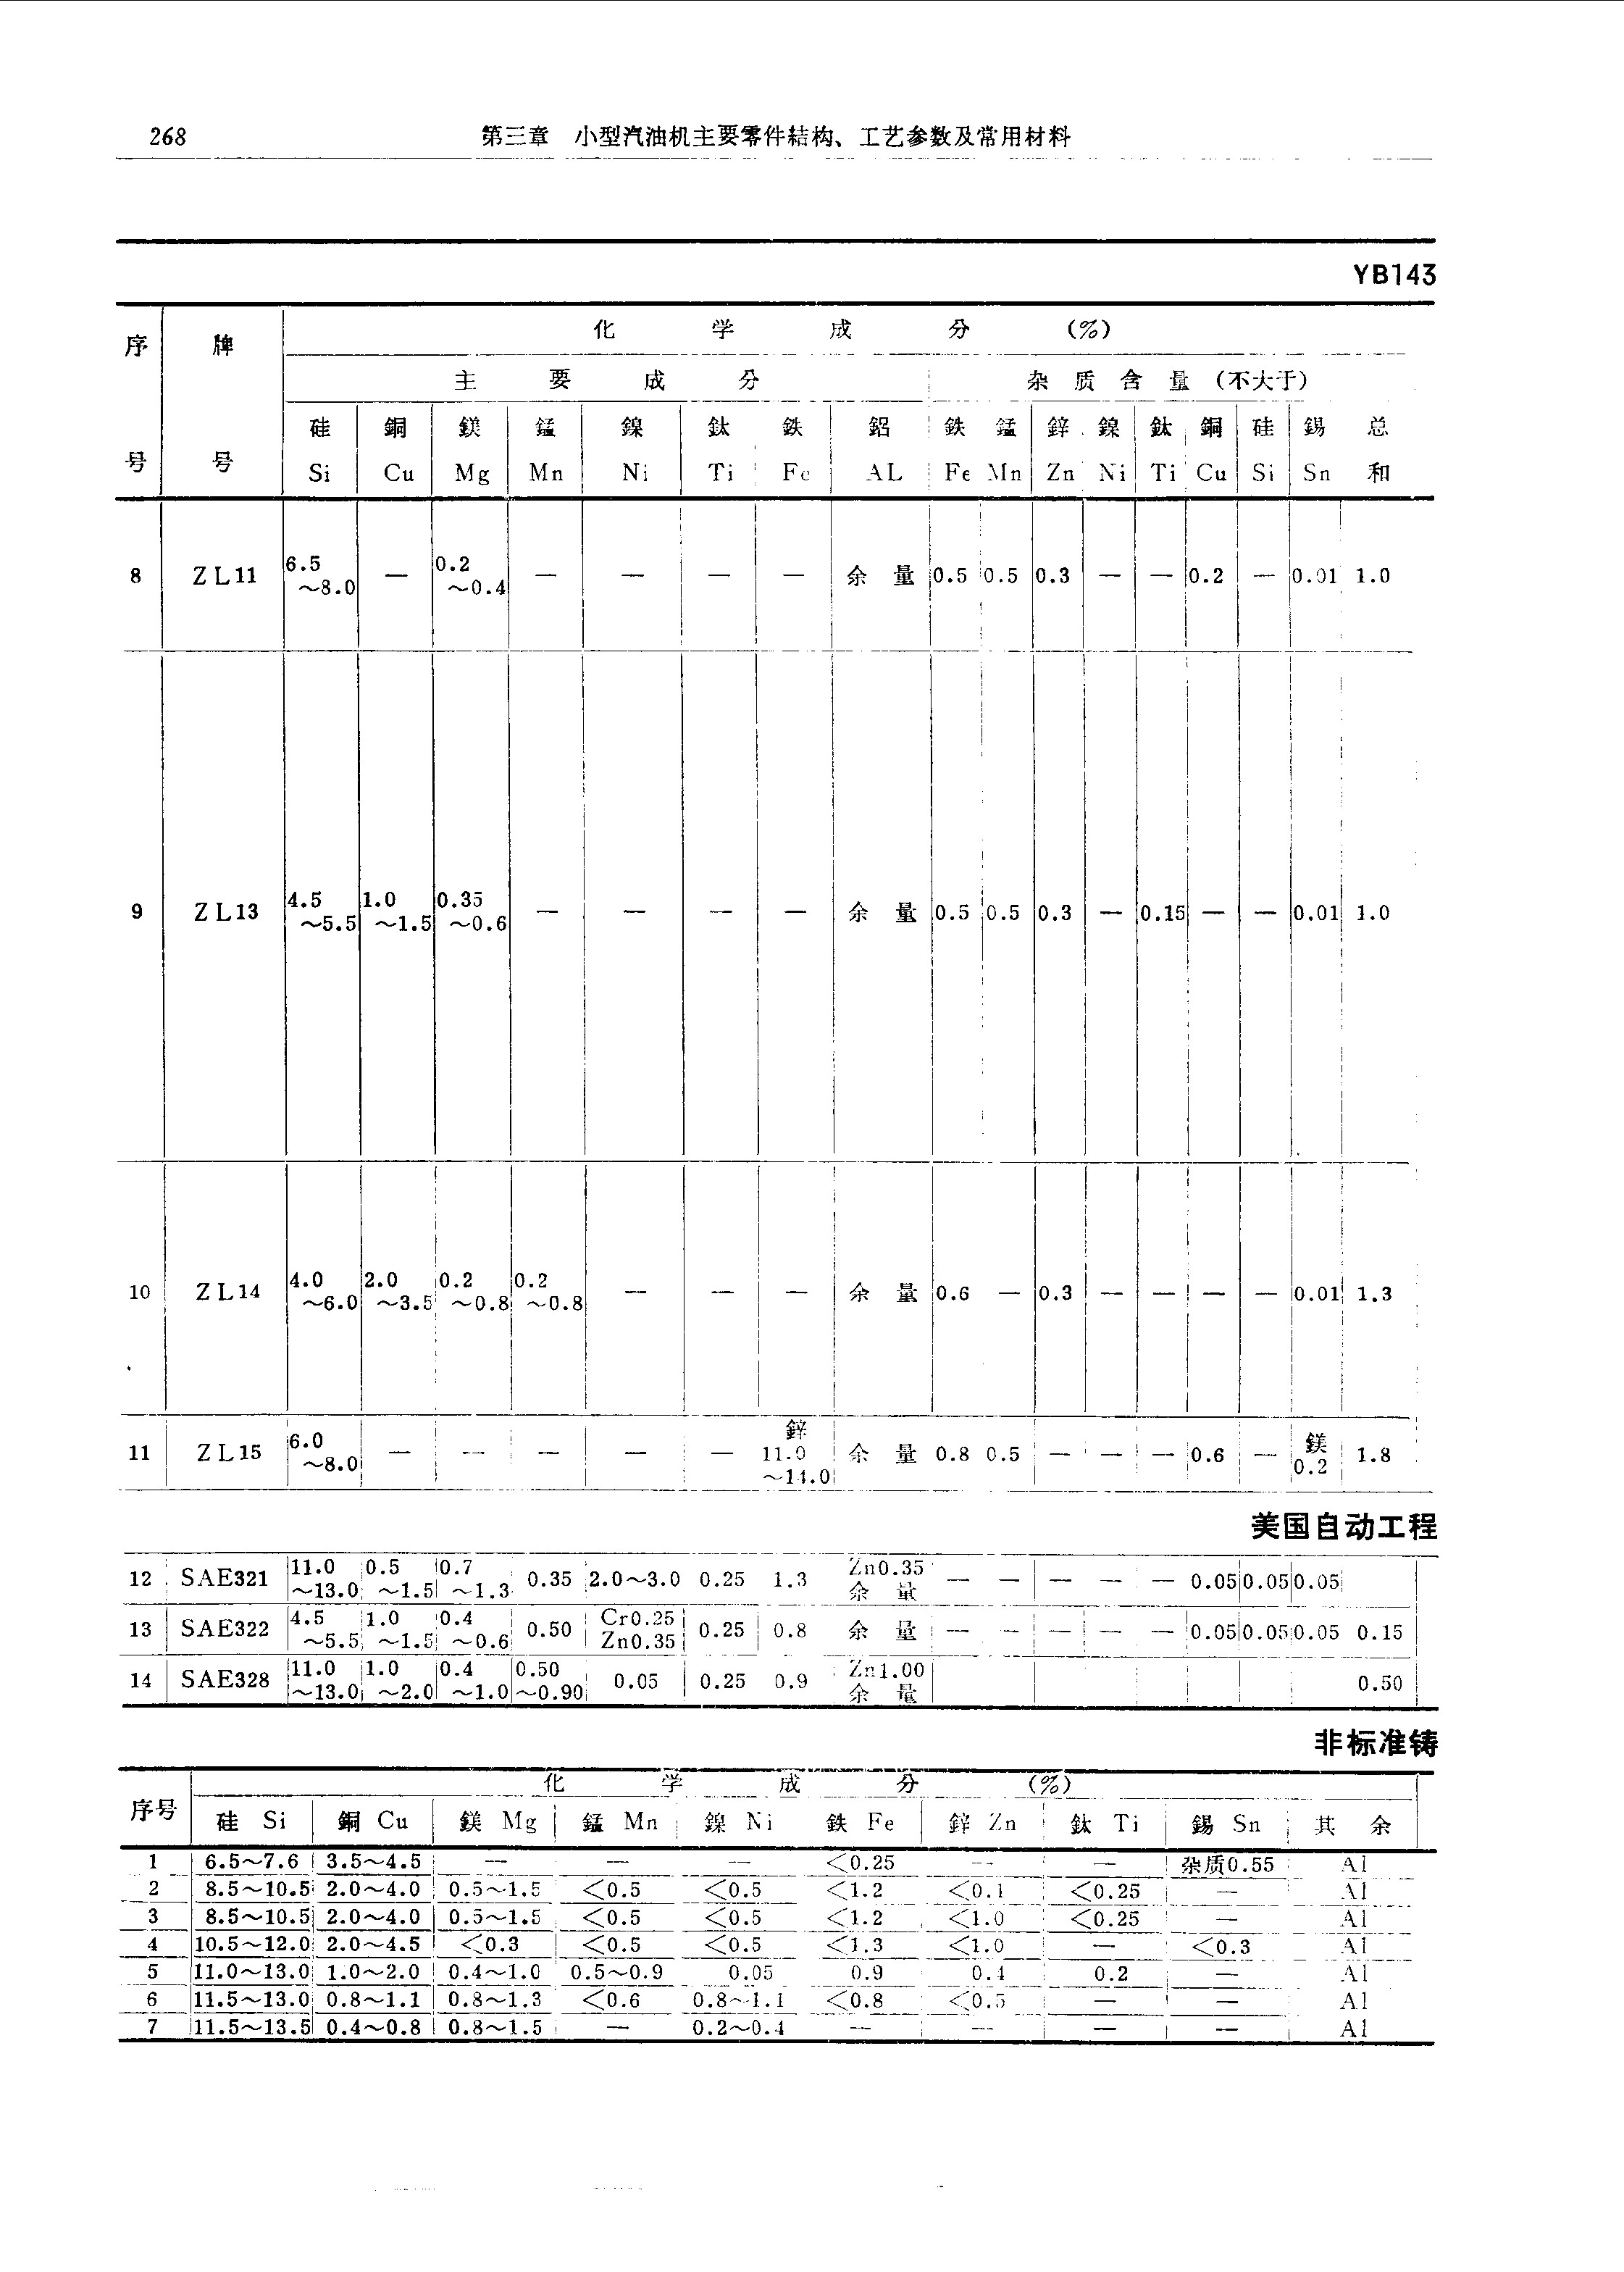 268 第三章 小型汽油机主要零件結构、工艺参数及常用材料
YB143
序 牌 化 学 成 分 (%)
主 要 成 分 杂 质 含 量 (不大于)
硅 銅 鎂 錳 鎳 鈦 鉄 鋁 鉄 錳 鋅 鎳 鈦 銅 硅 錫 总
号 号 Si Cu Mg Mn Ni Ti Fe AL Fe Mn Zn Ni Ti Cu Si Sn 和
8 ZL11 6.5～8.0 — 0.2～0.4 — — — — 余 量 0.5 0.5 0.3 — — 0.2 — 0.01 1.0
9 ZL13 4.5～5.5 1.0～1.5 0.35～0.6 — — — — 余 量 0.5 0.5 0.3 — 0.15 — — 0.01 1.0
10 ZL14 4.0～6.0 2.0～3.5 0.2～0.8 0.2～0.8 — — — 余 量 0.6 — 0.3 — — — — 0.01 1.3
11 ZL15 6.0～8.0 — — — — — 鋅11.0～14.0 余 量 0.8 0.5 — — — 0.6 — 鎂0.2 1.8
美国自动工程
12 SAE321 11.0～13.0 0.5～1.5 0.7～1.3 0.35 2.0～3.0 0.25 1.3 Zn0.35 余 量 — — — — — 0.05 0.05 0.05
13 SAE322 4.5～5.5 1.0～1.5 0.4～0.6 0.50 Cr0.25 Zn0.35 0.25 0.8 余 量 — — — — — 0.05 0.05 0.05 0.15
14 SAE328 11.0～13.0 1.0～2.0 0.4～1.0 0.50～0.90 0.05 0.25 0.9 Zn1.00 余 量 0.50
非标准铸
序号 化 学 成 分 (%)
硅 Si 銅 Cu 鎂 Mg 錳 Mn 鎳 Ni 鉄 Fe 鋅 Zn 鈦 Ti 錫 Sn 其 余
1 6.5～7.6 3.5～4.5 — — — <0.25 — — 杂质0.55 Al
2 8.5～10.5 2.0～4.0 0.5～1.5 <0.5 <0.5 <1.2 <0.1 <0.25 — Al
3 8.5～10.5 2.0～4.0 0.5～1.5 <0.5 <0.5 <1.2 <1.0 <0.25 — Al
4 10.5～12.0 2.0～4.5 <0.3 <0.5 <0.5 <1.3 <1.0 — <0.3 Al
5 11.0～13.0 1.0～2.0 0.4～1.0 0.5～0.9 0.05 0.9 0.4 0.2 — Al
6 11.5～13.0 0.8～1.1 0.8～1.3 <0.6 0.8～1.1 <0.8 <0.5 — — Al
7 11.5～13.5 0.4～0.8 0.8～1.5 — 0.2～0.4 — — — — Al